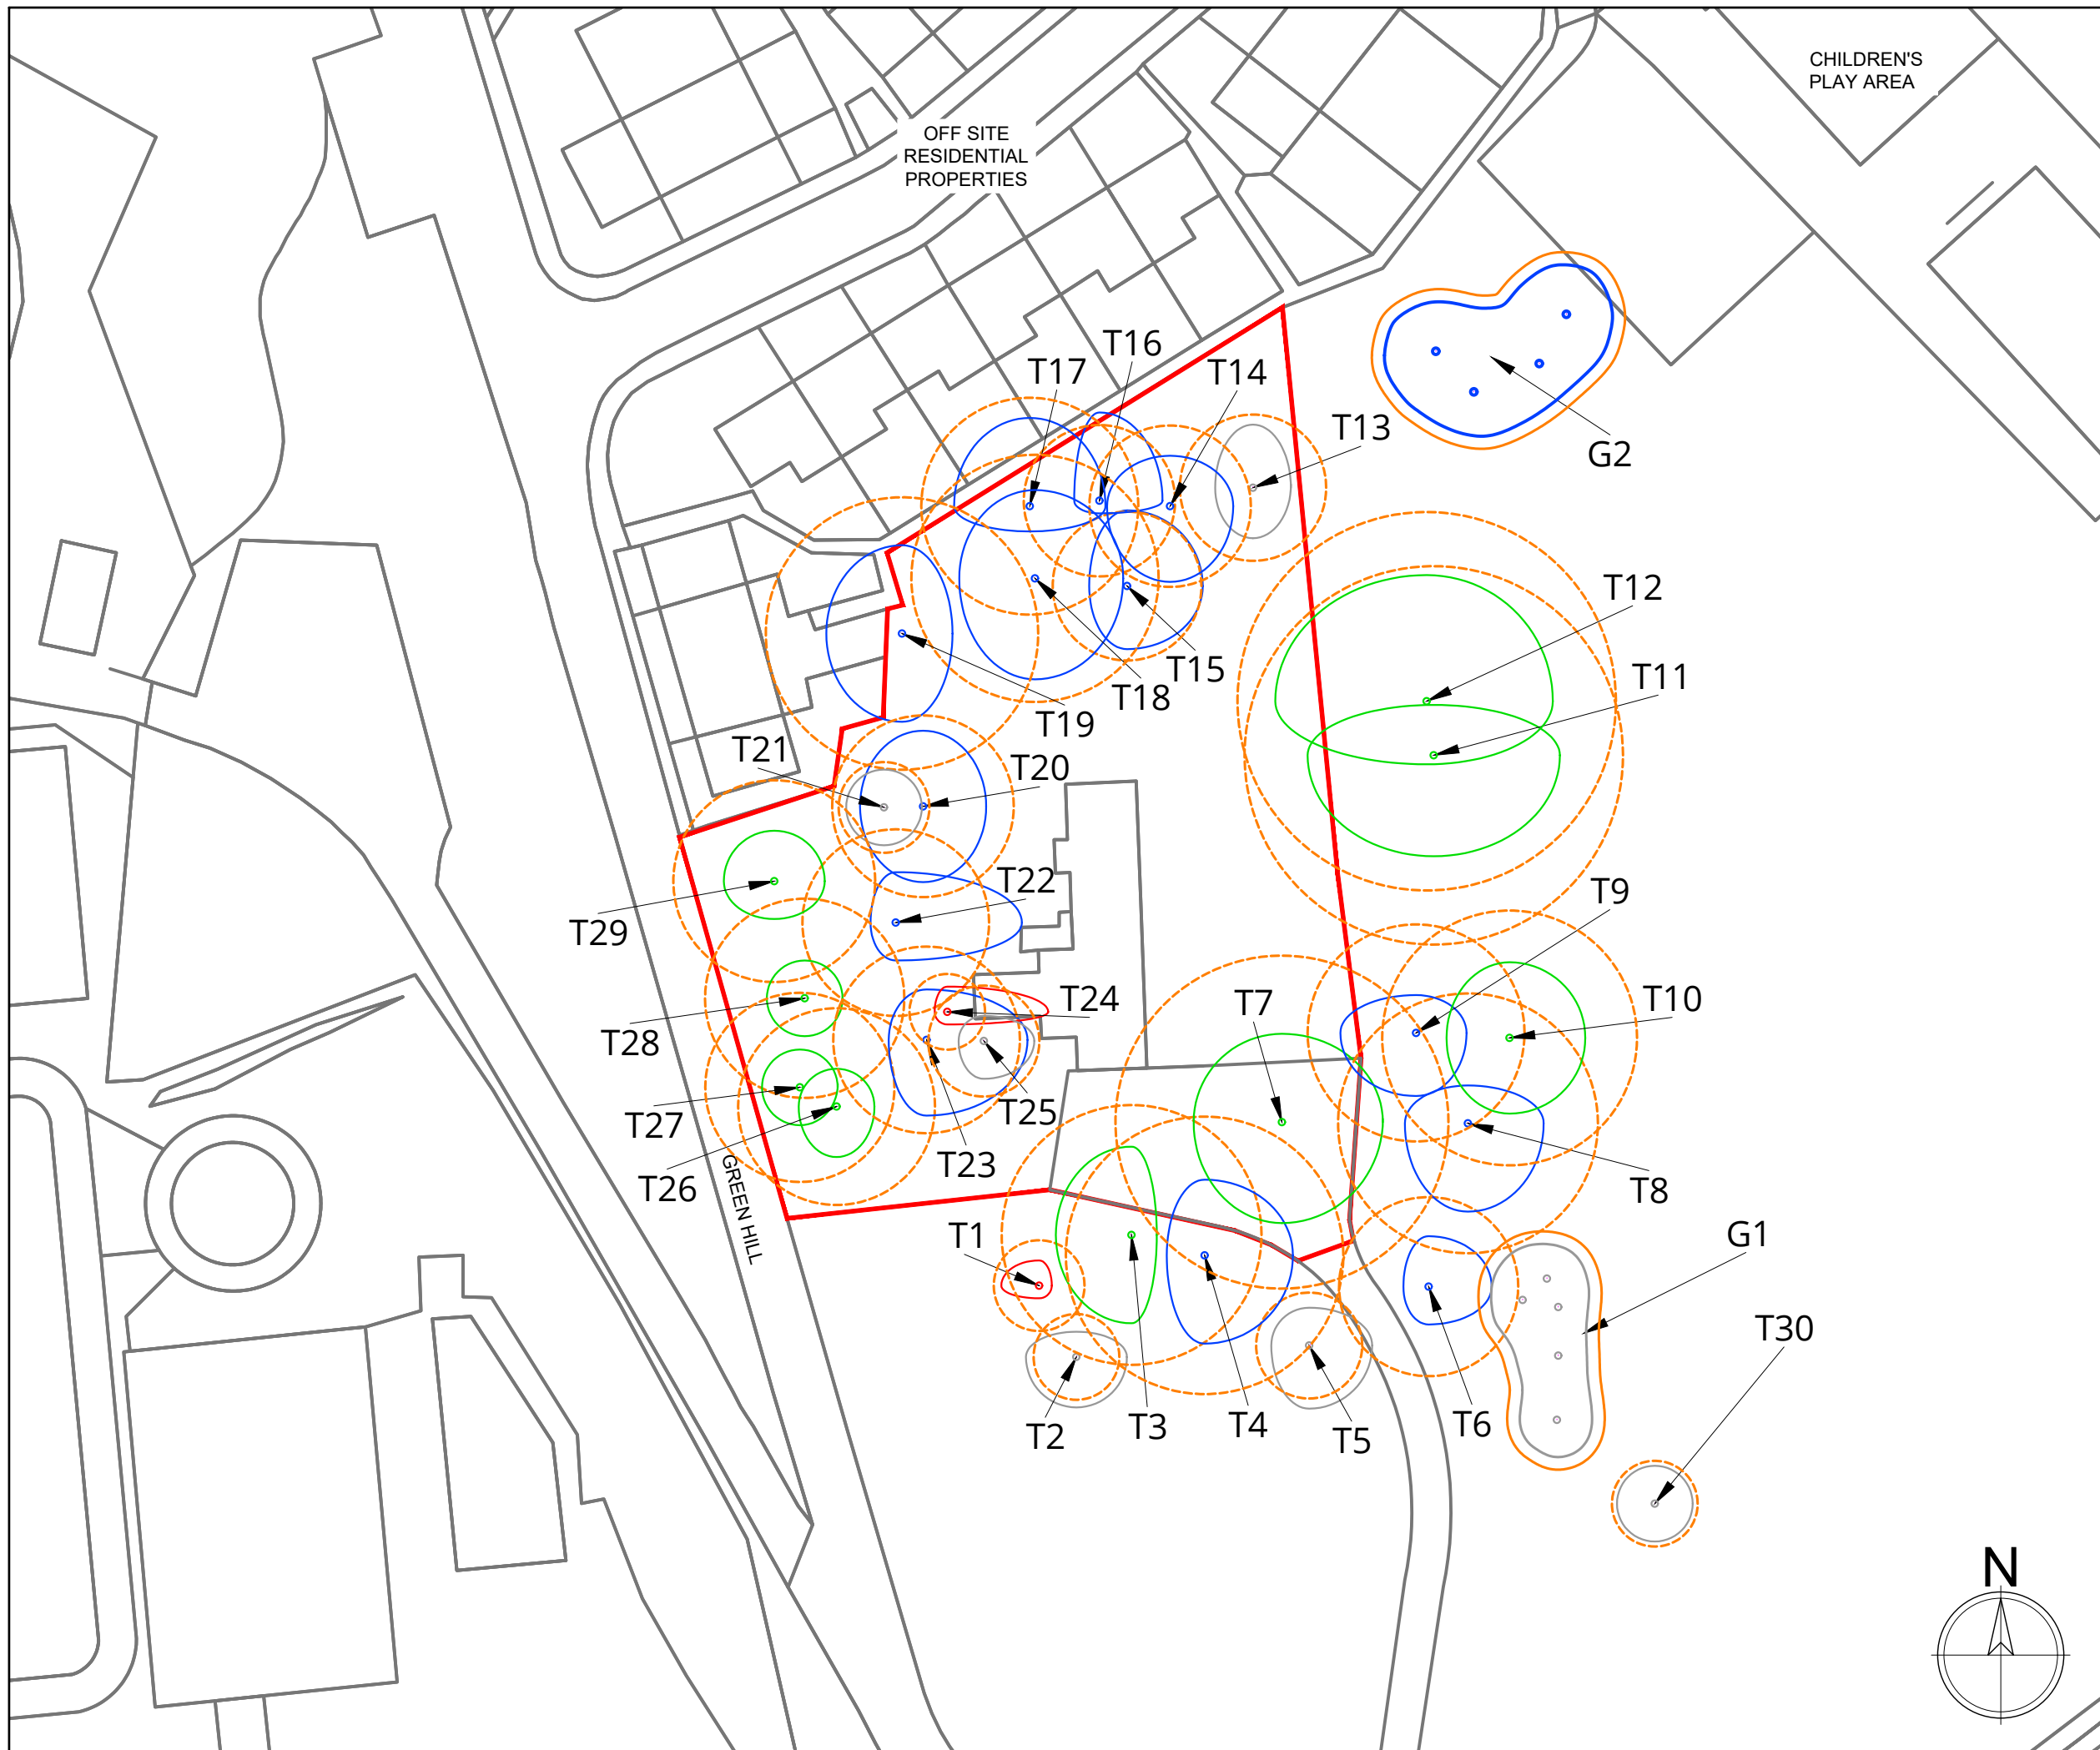 CHILDREN'S
PLAY AREA
OFF SITE
RESIDENTIAL
PROPERTIES
T16
T17
T14
T13
G2
T12
T15
T11
T18
T19
T21
T20
T22
T9
T29
T24
T7
T10
T28
T25
T27
T23
T26
T8
GREEN HILL
T1
G1
T30
T2
T3
T4
T5
T6
N